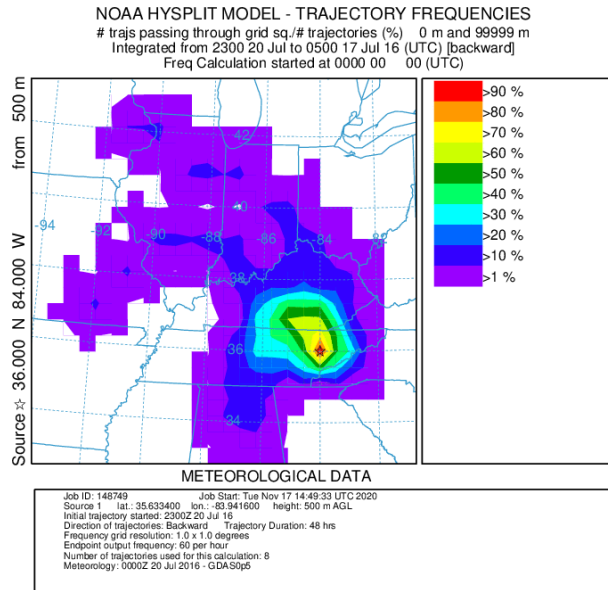 NOAA HYSPLIT MODEL - TRAJECTORY FREQUENCIES
# trajs passing through grid sq./# trajectories (%) 0 m and 99999 m
Integrated from 2300 20 Jul to 0500 17 Jul 16 (UTC) [backward]
Freq Calculation started at 0000 00 00 (UTC)
Source ☆ 36.000 N 84.000 W from 500 m
42
40
-94
-92
-90
-88
-86
-84
-82
38
36
34
>90 %
>80 %
>70 %
>60 %
>50 %
>40 %
>30 %
>20 %
>10 %
>1 %
METEOROLOGICAL DATA
Job ID: 148749 Job Start: Tue Nov 17 14:49:33 UTC 2020
Source 1 lat.: 35.633400 lon.: -83.941600 height: 500 m AGL
Initial trajectory started: 2300Z 20 Jul 16
Direction of trajectories: Backward Trajectory Duration: 48 hrs
Frequency grid resolution: 1.0 x 1.0 degrees
Endpoint output frequency: 60 per hour
Number of trajectories used for this calculation: 8
Meteorology: 0000Z 20 Jul 2016 - GDAS0p5